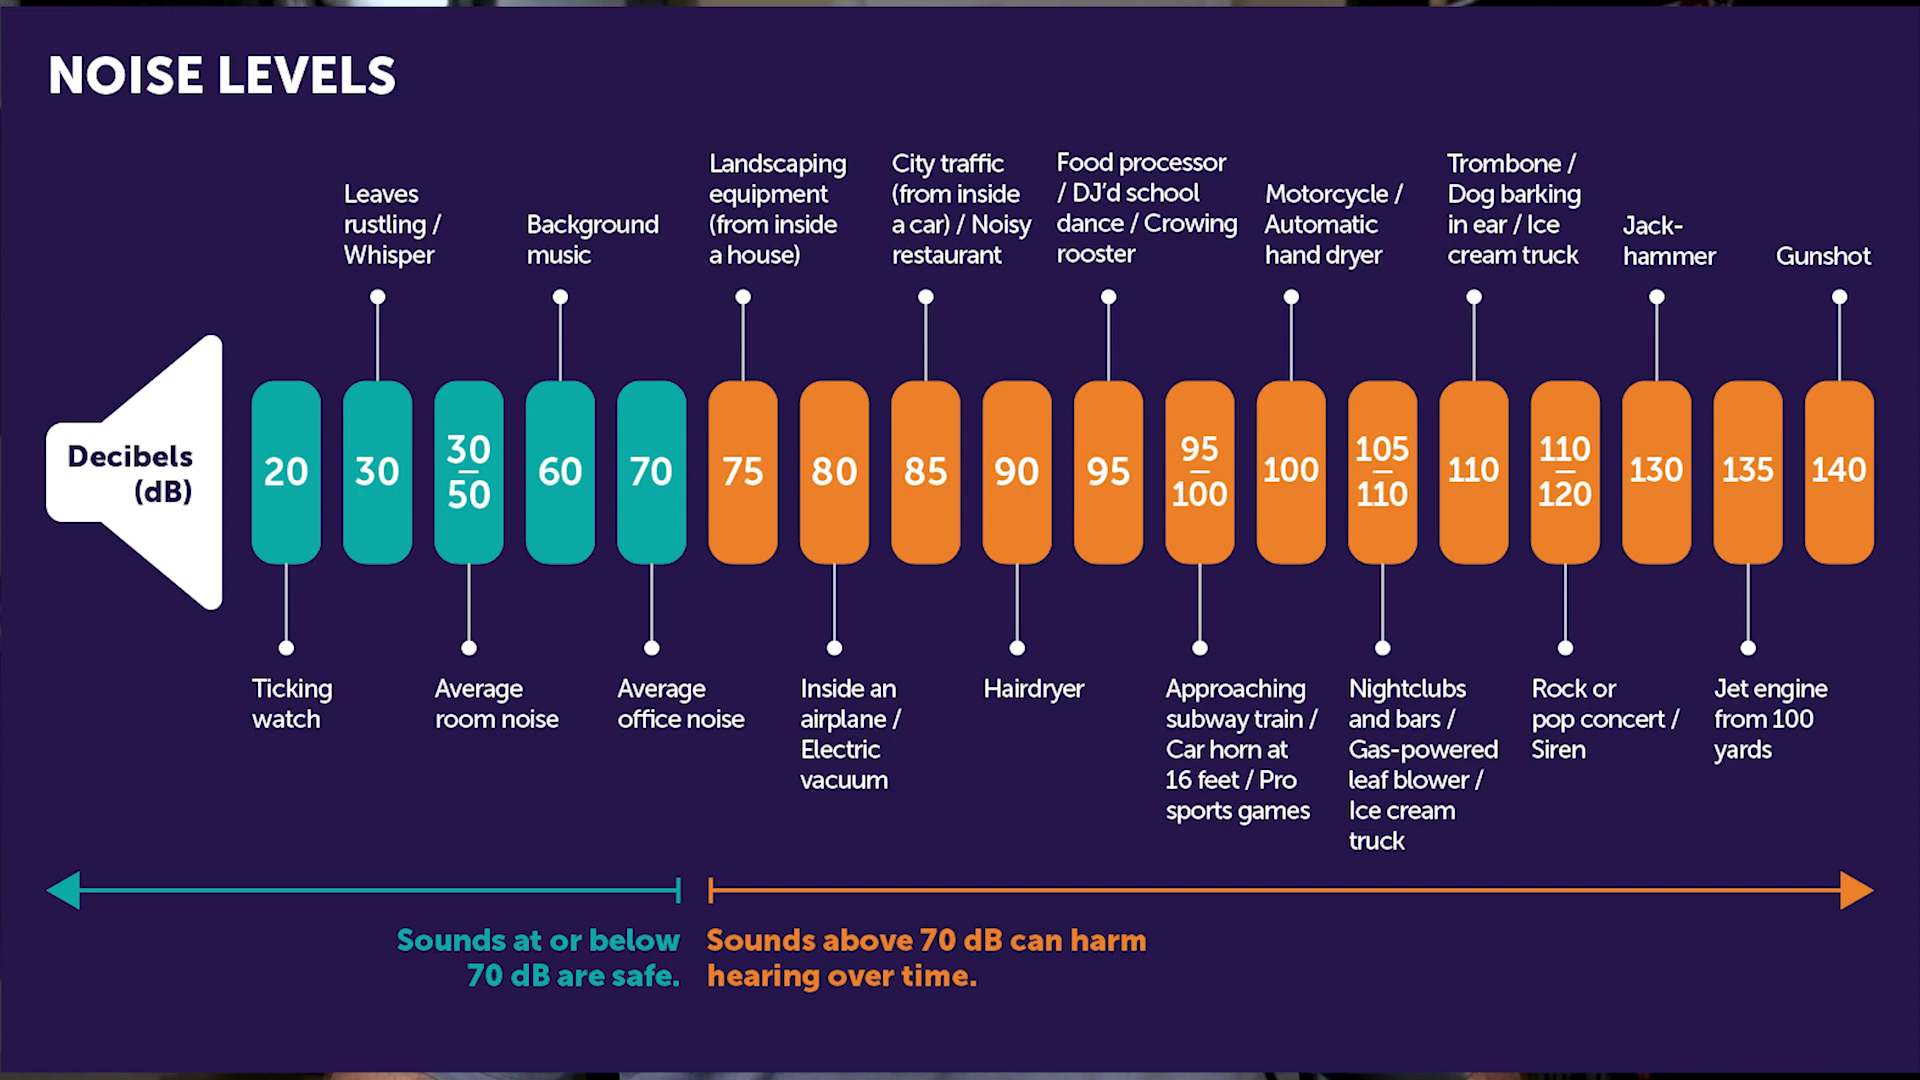 NOISE LEVELS
Leaves
rustling /
Whisper
Background
music
Landscaping
equipment
(from inside
a house)
City traffic
(from inside
a car) / Noisy
restaurant
Food processor
/ DJ'd school
dance / Crowing
rooster
Motorcycle /
Automatic
hand dryer
Trombone /
Dog barking
in ear / Ice
cream truck
Jack-
hammer
Gunshot
Decibels
(dB)
20
30
30
50
60
70
75
80
85
90
95
95
100
100
105
110
110
110
120
130
135
140
Ticking
watch
Average
room noise
Average
office noise
Inside an
airplane /
Electric
vacuum
Hairdryer
Approaching
subway train /
Car horn at
16 feet / Pro
sports games
Nightclubs
and bars /
Gas-powered
leaf blower /
Ice cream
truck
Rock or
pop concert /
Siren
Jet engine
from 100
yards
Sounds at or below
70 dB are safe.
Sounds above 70 dB can harm
hearing over time.